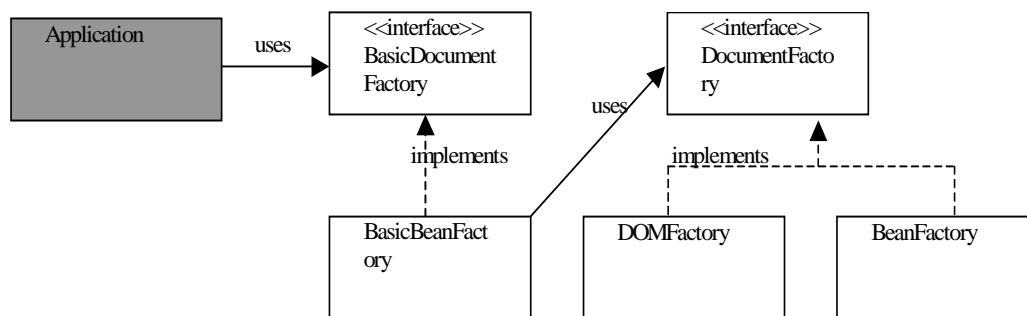 Application
uses
<<interface>>
BasicDocument
Factory
<<interface>>
DocumentFacto
ry
uses
implements
implements
BasicBeanFact
ory
DOMFactory
BeanFactory